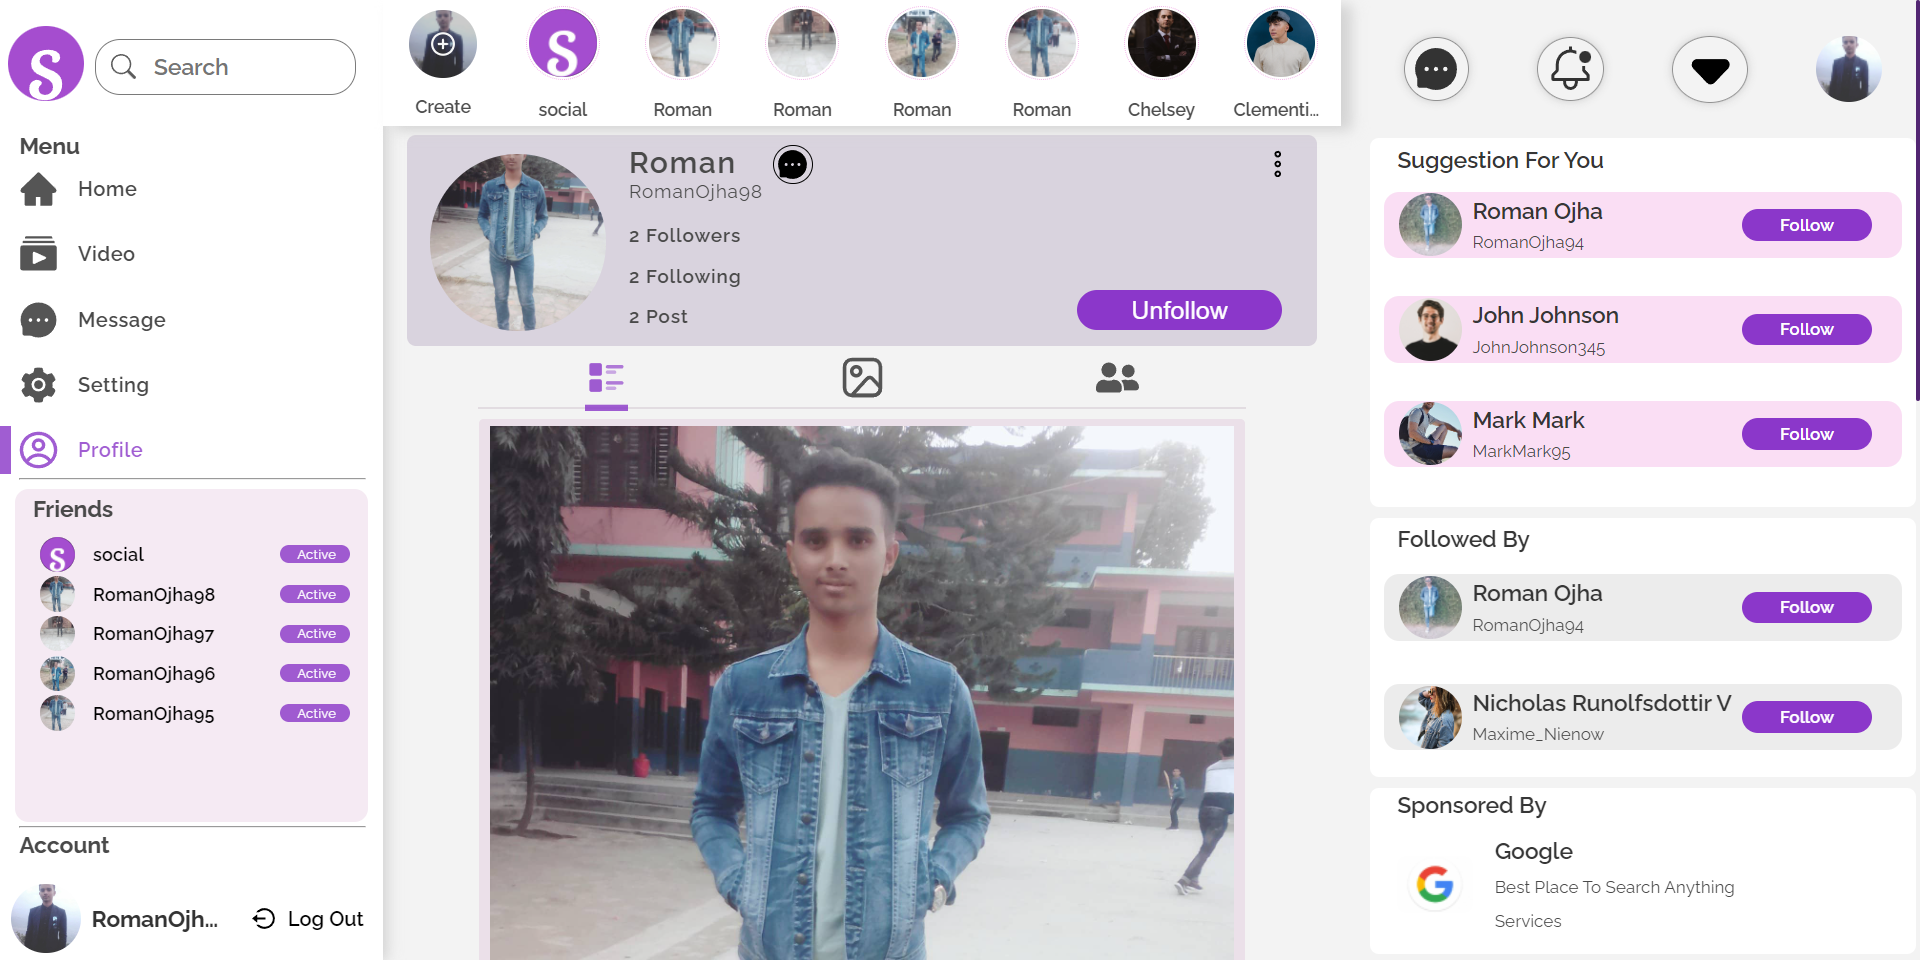 S
Search
Menu
Home
Video
Message
Setting
Profile
Friends
social Active
RomanOjha98 Active
RomanOjha97 Active
RomanOjha96 Active
RomanOjha95 Active
Account
RomanOjh... Log Out
Create
S
social
Roman
Roman
Roman
Roman
Chelsey
Clementi...
Roman
RomanOjha98
2 Followers
2 Following
2 Post
Unfollow
Suggestion For You
Roman Ojha
RomanOjha94
Follow
John Johnson
JohnJohnson345
Follow
Mark Mark
MarkMark95
Follow
Followed By
Roman Ojha
RomanOjha94
Follow
Nicholas Runolfsdottir V
Maxime_Nienow
Follow
Sponsored By
G
Google
Best Place To Search Anything
Services